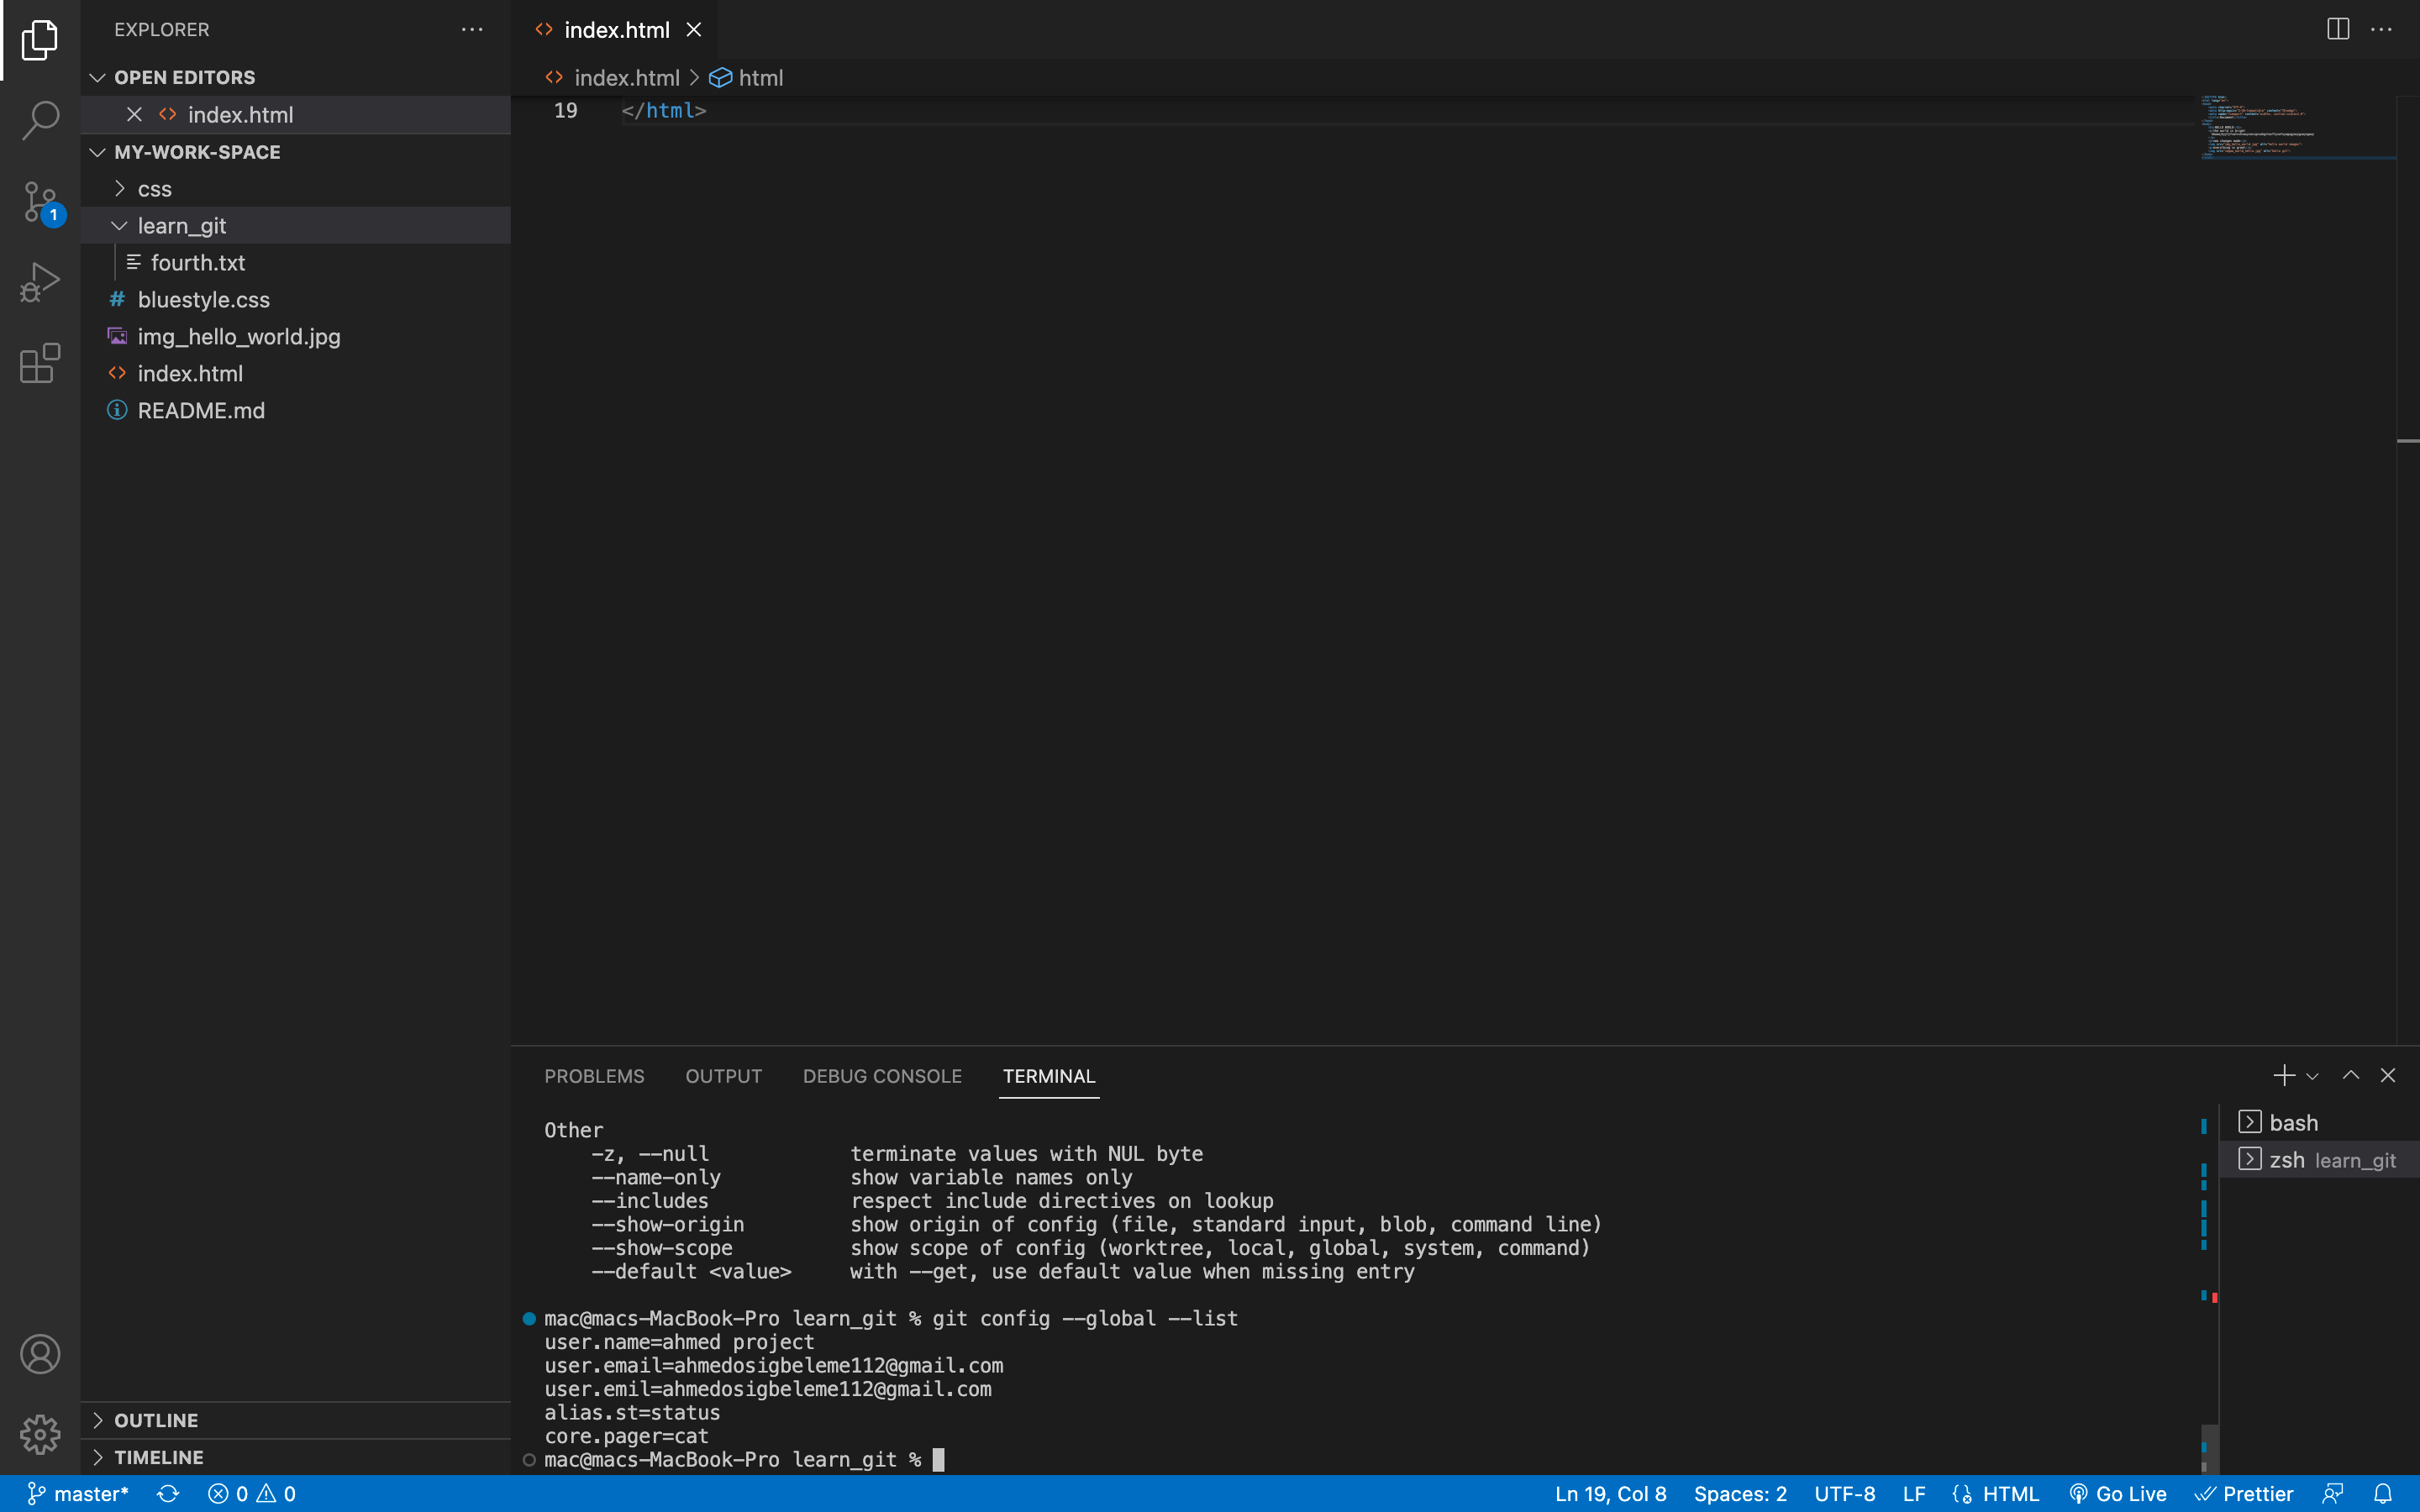 EXPLORER
OPEN EDITORS
index.html
MY-WORK-SPACE
css
learn_git
fourth.txt
# bluestyle.css
img_hello_world.jpg
<> index.html
README.md
OUTLINE
TIMELINE
<> index.html
<> index.html > html
19 </html>
PROBLEMS OUTPUT DEBUG CONSOLE TERMINAL
Other
-z, --null terminate values with NUL byte
--name-only show variable names only
--includes respect include directives on lookup
--show-origin show origin of config (file, standard input, blob, command line)
--show-scope show scope of config (worktree, local, global, system, command)
--default <value> with --get, use default value when missing entry
mac@macs-MacBook-Pro learn_git % git config --global --list
user.name=ahmed project
user.email=ahmedosigbeleme112@gmail.com
user.emil=ahmedosigbeleme112@gmail.com
alias.st=status
core.pager=cat
mac@macs-MacBook-Pro learn_git %
bash
zsh learn_git
1
master* 0 0
Ln 19, Col 8 Spaces: 2 UTF-8 LF HTML Go Live Prettier